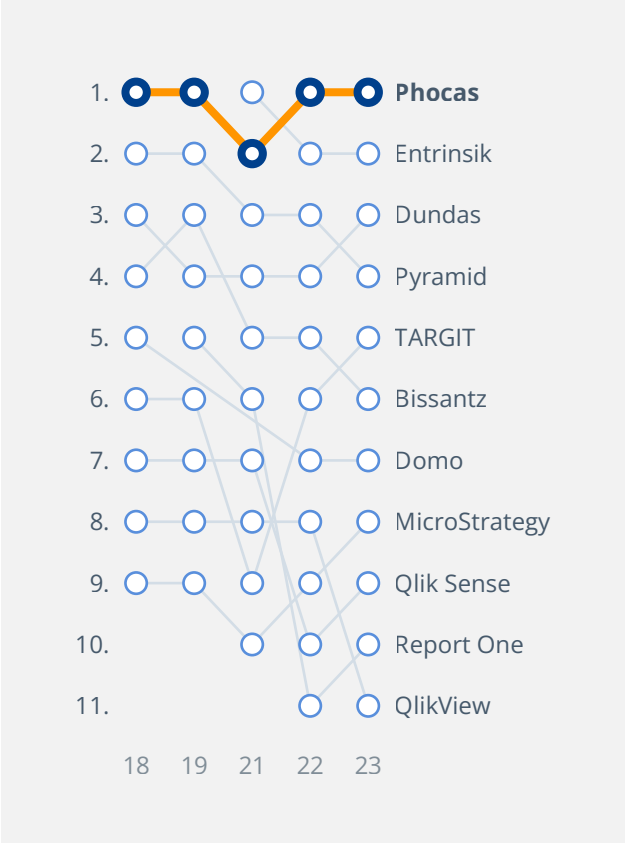 1. Phocas
2. Entrinsik
3. Dundas
4. Pyramid
5. TARGIT
6. Bissantz
7. Domo
8. MicroStrategy
9. Qlik Sense
10. Report One
11. QlikView
18 19 21 22 23